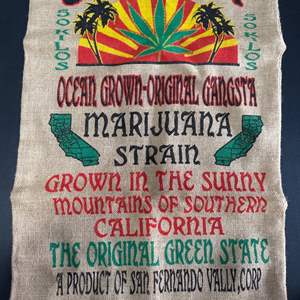 50 KILOS
50 KILOS
OCEAN GROWN-ORIGINAL GANGSTA
MARIJUANA
STRAIN
GROWN IN THE SUNNY
MOUNTAINS OF SOUTHERN
CALIFORNIA
THE ORIGINAL GREEN STATE
A PRODUCT OF SAN FERNANDO VALLY,CORP